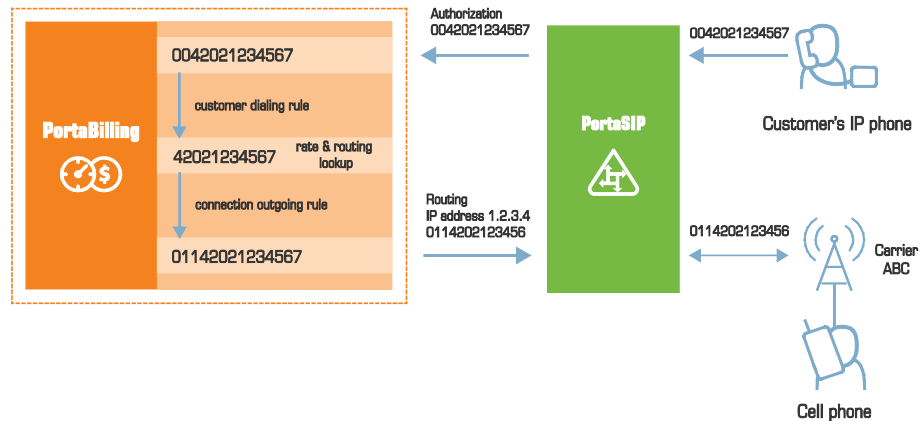 PortaBilling
0042021234567
customer dialing rule
42021234567
rate & routing
lookup
connection outgoing rule
01142021234567
Authorization
0042021234567
Routing
IP address 1.2.3.4
0114202123456
PortaSIP
0042021234567
Customer's IP phone
0114202123456
Carrier
ABC
Cell phone